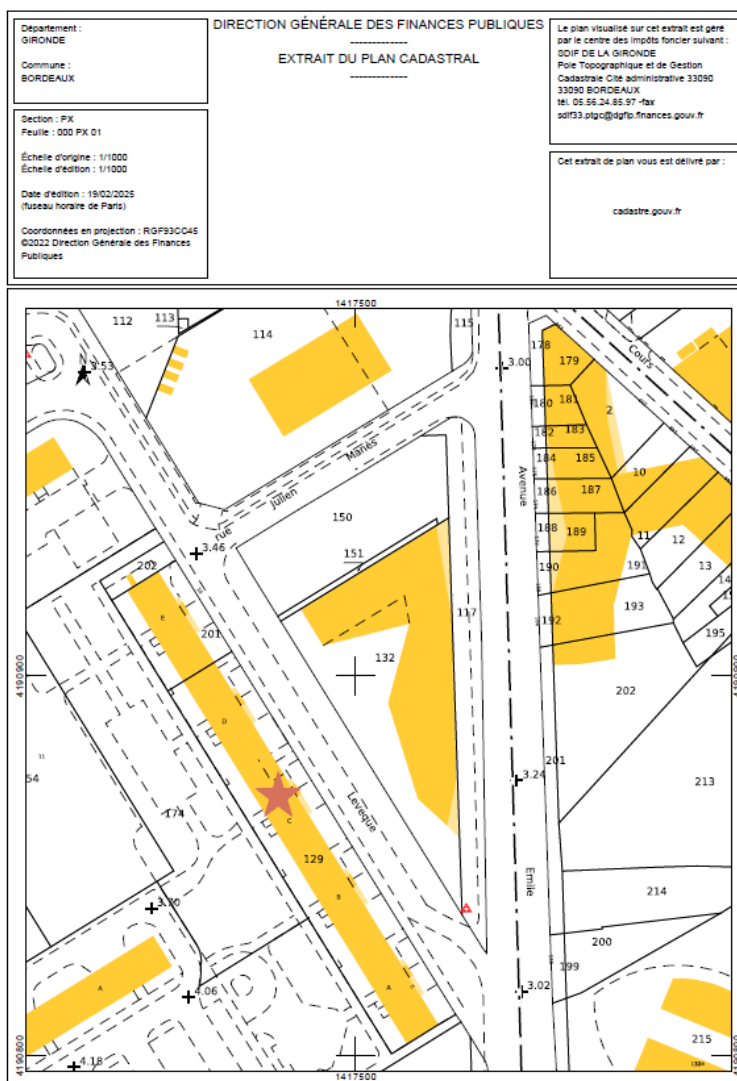 Département :
GIRONDE
Commune :
BORDEAUX
Section : PX
Feuille : 000 PX 01
Échelle d'origine : 1/1000
Échelle d'édition : 1/1000
Date d'édition : 19/02/2025
(fuseau horaire de Paris)
Coordonnées en projection : RGF93CC45
©2022 Direction Générale des Finances
Publiques
DIRECTION GÉNÉRALE DES FINANCES PUBLIQUES
-------------
EXTRAIT DU PLAN CADASTRAL
-------------
Le plan visualisé sur cet extrait est géré
par le centre des impôts foncier suivant :
SDIF DE LA GIRONDE
Pole Topographique et de Gestion
Cadastrale Cité administrative 33090
33090 BORDEAUX
tél. 05.56.24.85.97 -fax
sdif33.ptgc@dgfip.finances.gouv.fr
Cet extrait de plan vous est délivré par :
cadastre.gouv.fr
1417500
112
113
114
115
178
179
Cours
N
3.53
3.00
180
181
2
182
183
Manès
184
185
10
Avenue
186
187
Julien
150
rue
188
189
11
12
3.46
151
202
190
191
13
14
E
117
193
201
192
195
132
4190900
4190900
202
D
54
201
3.24
213
174
C
Leveque
129
214
B
Emile
3.70
200
199
A
4.06
A
3.02
215
4.18
4190800
4190800
1417500